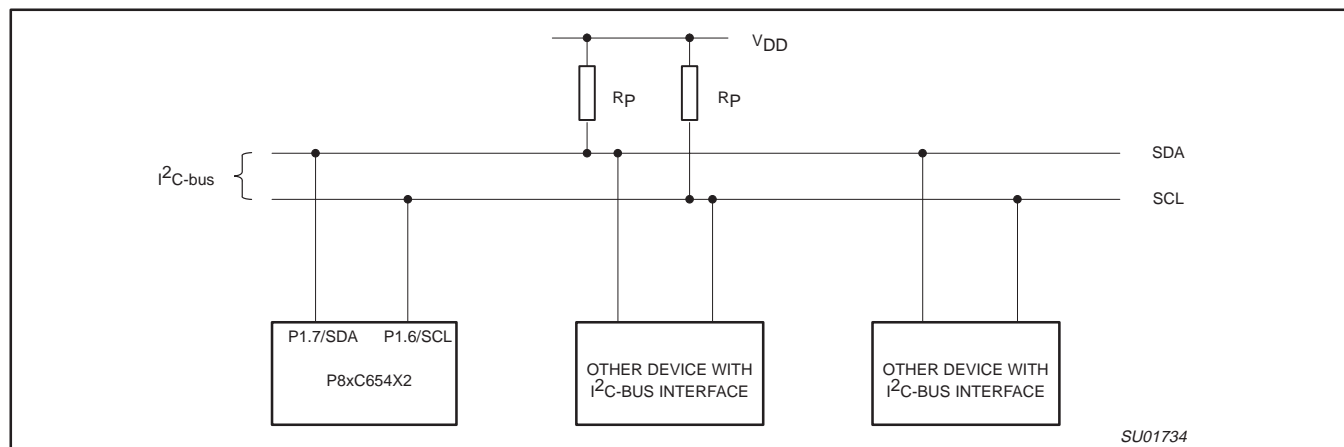 VDD
RP RP
SDA
I2C-bus
SCL
P1.7/SDA P1.6/SCL
P8xC654X2
OTHER DEVICE WITH
I2C-BUS INTERFACE
OTHER DEVICE WITH
I2C-BUS INTERFACE
SU01734